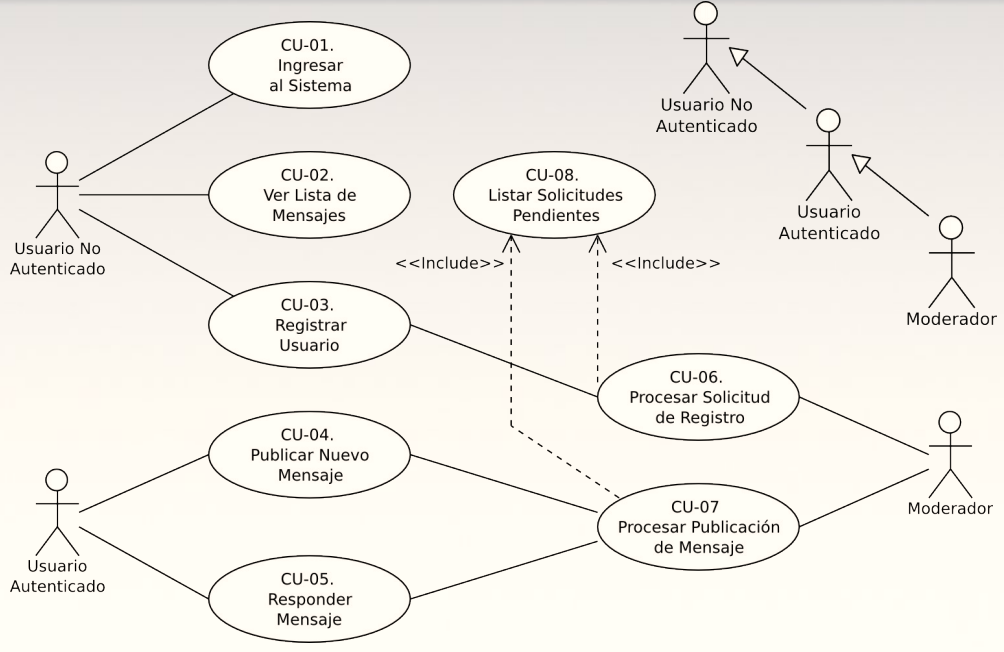 CU-01.
Ingresar
al Sistema
CU-02.
Ver Lista de
Mensajes
Usuario No
Autenticado
CU-03.
Registrar
Usuario
CU-08.
Listar Solicitudes
Pendientes
<<Include>>
<<Include>>
Usuario No
Autenticado
Usuario
Autenticado
Moderador
CU-06.
Procesar Solicitud
de Registro
CU-04.
Publicar Nuevo
Mensaje
Usuario
Autenticado
CU-05.
Responder
Mensaje
CU-07
Procesar Publicación
de Mensaje
Moderador